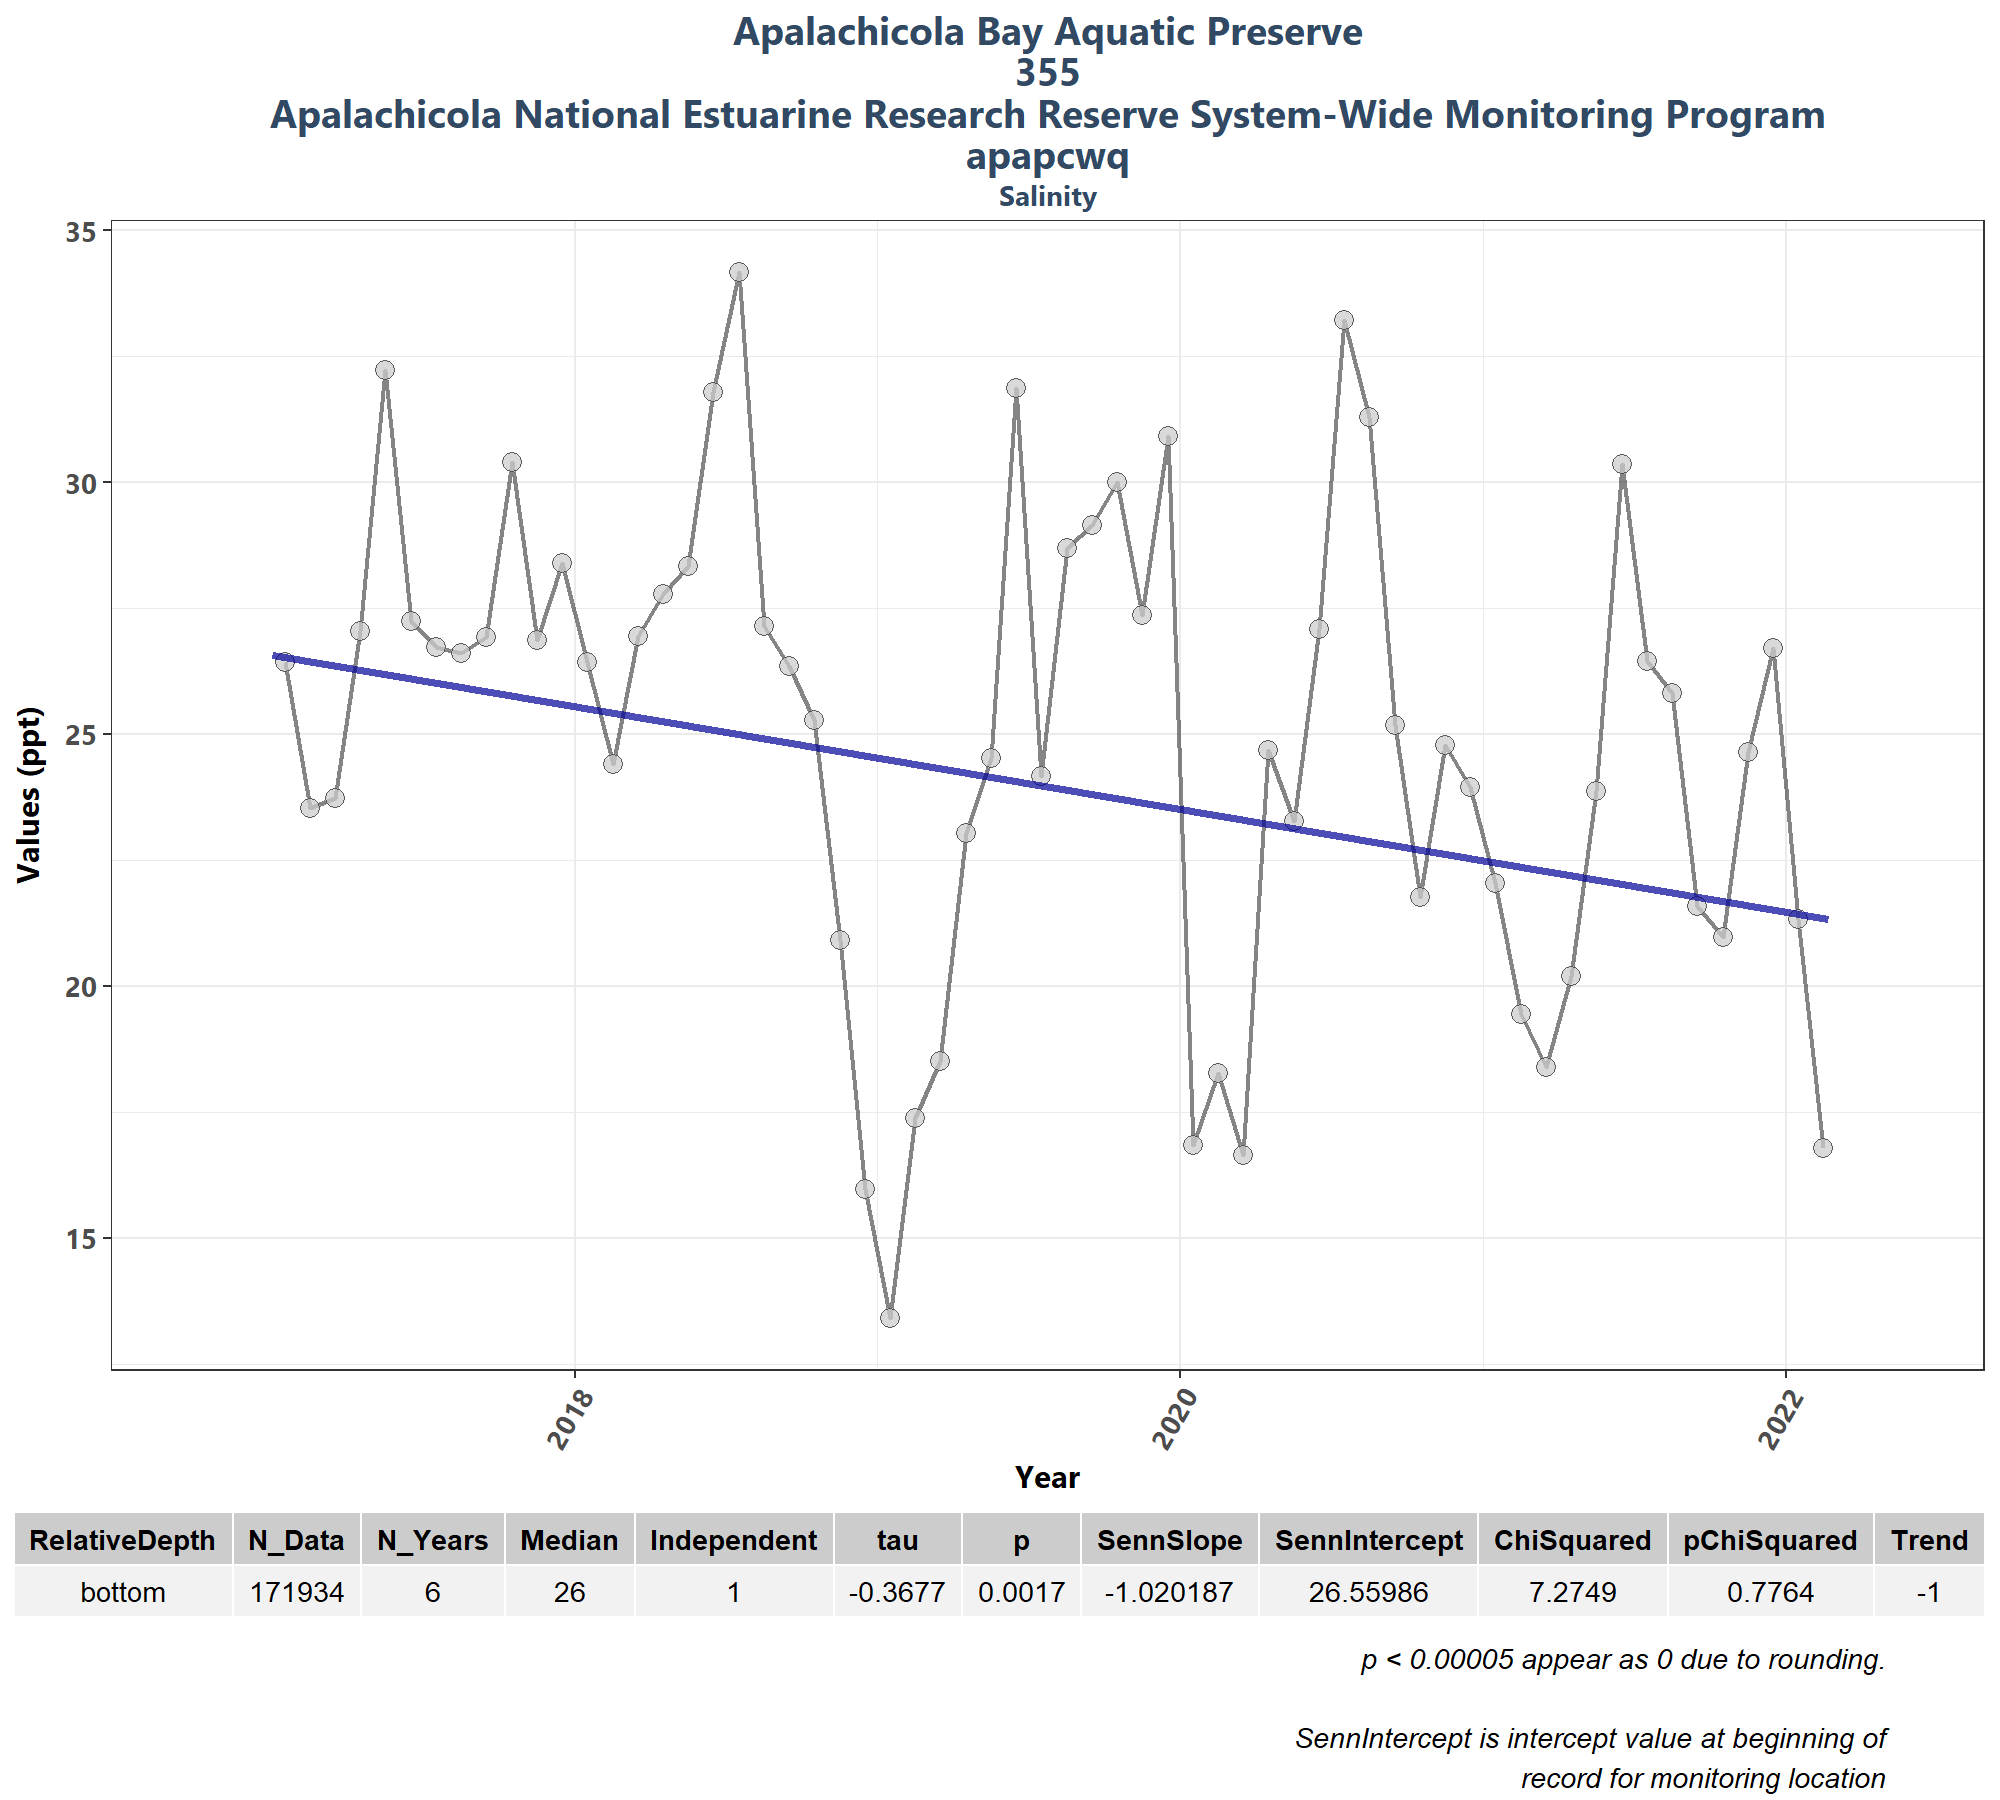 Apalachicola Bay Aquatic Preserve
355
Apalachicola National Estuarine Research Reserve System-Wide Monitoring Program
apapcwq
Salinity
35
30
25
20
15
Values (ppt)
2018
2020
2022
Year
RelativeDepth N_Data N_Years Median Independent tau p SennSlope SennIntercept ChiSquared pChiSquared Trend
bottom 171934 6 26 1 -0.3677 0.0017 -1.020187 26.55986 7.2749 0.7764 -1
p < 0.00005 appear as 0 due to rounding.
SennIntercept is intercept value at beginning of
record for monitoring location